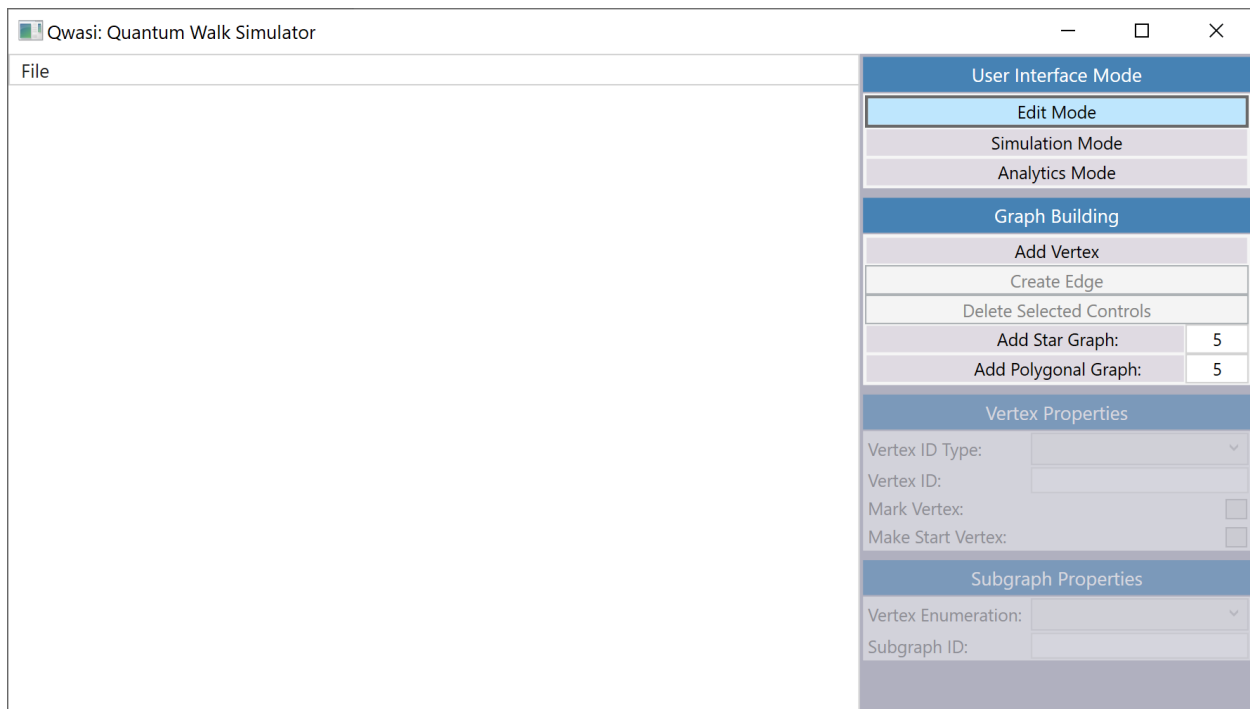 Qwasi: Quantum Walk Simulator
File
User Interface Mode
Edit Mode
Simulation Mode
Analytics Mode
Graph Building
Add Vertex
Create Edge
Delete Selected Controls
Add Star Graph: 5
Add Polygonal Graph: 5
Vertex Properties
Vertex ID Type:
Vertex ID:
Mark Vertex:
Make Start Vertex:
Subgraph Properties
Vertex Enumeration:
Subgraph ID: